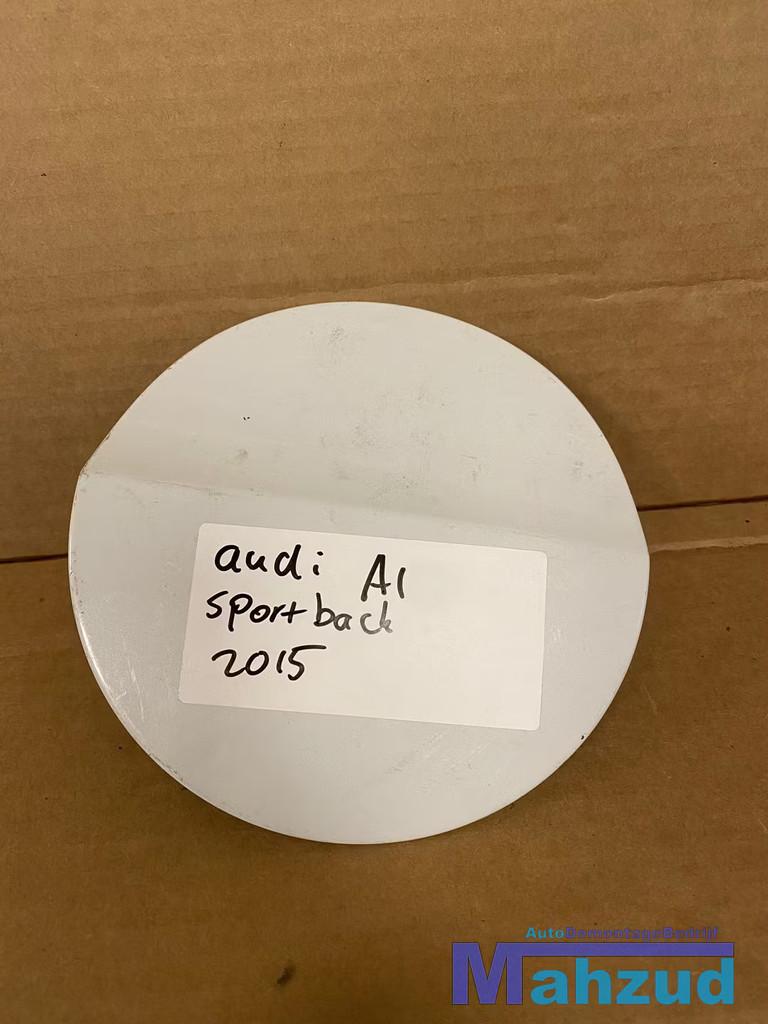 audi A1
sportback
2015
AutoDemontageBedrijf
Mahzud